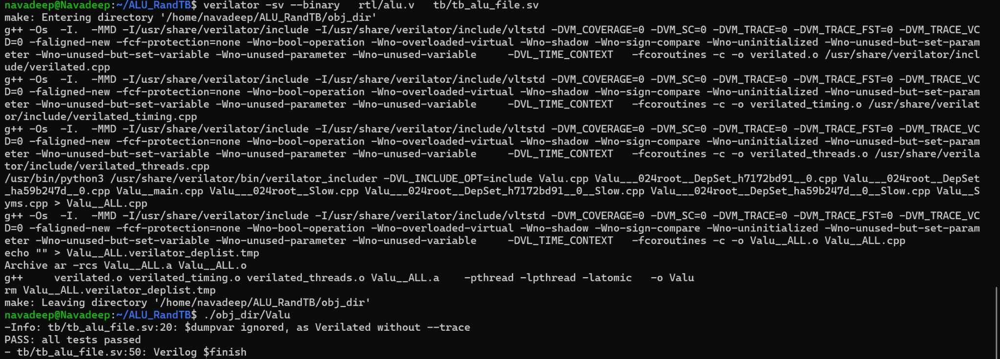 navadeep@Navadeep:~/ALU_RandTB$ verilator -sv --binary   rtl/alu.v   tb/tb_alu_file.sv
make: Entering directory '/home/navadeep/ALU_RandTB/obj_dir'
g++ -Os  -I.  -MMD -I/usr/share/verilator/include -I/usr/share/verilator/include/vltstd -DVM_COVERAGE=0 -DVM_SC=0 -DVM_TRACE=0 -DVM_TRACE_FST=0 -DVM_TRACE_VC
D=0 -faligned-new -fcf-protection=none -Wno-bool-operation -Wno-overloaded-virtual -Wno-shadow -Wno-sign-compare -Wno-uninitialized -Wno-unused-but-set-param
eter -Wno-unused-but-set-variable -Wno-unused-parameter -Wno-unused-variable     -DVL_TIME_CONTEXT   -fcoroutines -c -o verilated.o /usr/share/verilator/incl
ude/verilated.cpp
g++ -Os  -I.  -MMD -I/usr/share/verilator/include -I/usr/share/verilator/include/vltstd -DVM_COVERAGE=0 -DVM_SC=0 -DVM_TRACE=0 -DVM_TRACE_FST=0 -DVM_TRACE_VC
D=0 -faligned-new -fcf-protection=none -Wno-bool-operation -Wno-overloaded-virtual -Wno-shadow -Wno-sign-compare -Wno-uninitialized -Wno-unused-but-set-param
eter -Wno-unused-but-set-variable -Wno-unused-parameter -Wno-unused-variable     -DVL_TIME_CONTEXT   -fcoroutines -c -o verilated_timing.o /usr/share/verilat
or/include/verilated_timing.cpp
g++ -Os  -I.  -MMD -I/usr/share/verilator/include -I/usr/share/verilator/include/vltstd -DVM_COVERAGE=0 -DVM_SC=0 -DVM_TRACE=0 -DVM_TRACE_FST=0 -DVM_TRACE_VC
D=0 -faligned-new -fcf-protection=none -Wno-bool-operation -Wno-overloaded-virtual -Wno-shadow -Wno-sign-compare -Wno-uninitialized -Wno-unused-but-set-param
eter -Wno-unused-but-set-variable -Wno-unused-parameter -Wno-unused-variable     -DVL_TIME_CONTEXT   -fcoroutines -c -o verilated_threads.o /usr/share/verila
tor/include/verilated_threads.cpp
/usr/bin/python3 /usr/share/verilator/bin/verilator_includer -DVL_INCLUDE_OPT=include Valu.cpp Valu___024root__DepSet_h7172bd91__0.cpp Valu___024root__DepSet
_ha59b247d__0.cpp Valu__main.cpp Valu___024root__Slow.cpp Valu___024root__DepSet_h7172bd91__0__Slow.cpp Valu___024root__DepSet_ha59b247d__0__Slow.cpp Valu__S
yms.cpp > Valu__ALL.cpp
g++ -Os  -I.  -MMD -I/usr/share/verilator/include -I/usr/share/verilator/include/vltstd -DVM_COVERAGE=0 -DVM_SC=0 -DVM_TRACE=0 -DVM_TRACE_FST=0 -DVM_TRACE_VC
D=0 -faligned-new -fcf-protection=none -Wno-bool-operation -Wno-overloaded-virtual -Wno-shadow -Wno-sign-compare -Wno-uninitialized -Wno-unused-but-set-param
eter -Wno-unused-but-set-variable -Wno-unused-parameter -Wno-unused-variable     -DVL_TIME_CONTEXT   -fcoroutines -c -o Valu__ALL.o Valu__ALL.cpp
echo "" > Valu__ALL.verilator_deplist.tmp
Archive ar -rcs Valu__ALL.a Valu__ALL.o
g++     verilated.o verilated_timing.o verilated_threads.o Valu__ALL.a    -pthread -lpthread -latomic   -o Valu
rm Valu__ALL.verilator_deplist.tmp
make: Leaving directory '/home/navadeep/ALU_RandTB/obj_dir'
navadeep@Navadeep:~/ALU_RandTB$ ./obj_dir/Valu
-Info: tb/tb_alu_file.sv:20: $dumpvar ignored, as Verilated without --trace
PASS: all tests passed
- tb/tb_alu_file.sv:50: Verilog $finish